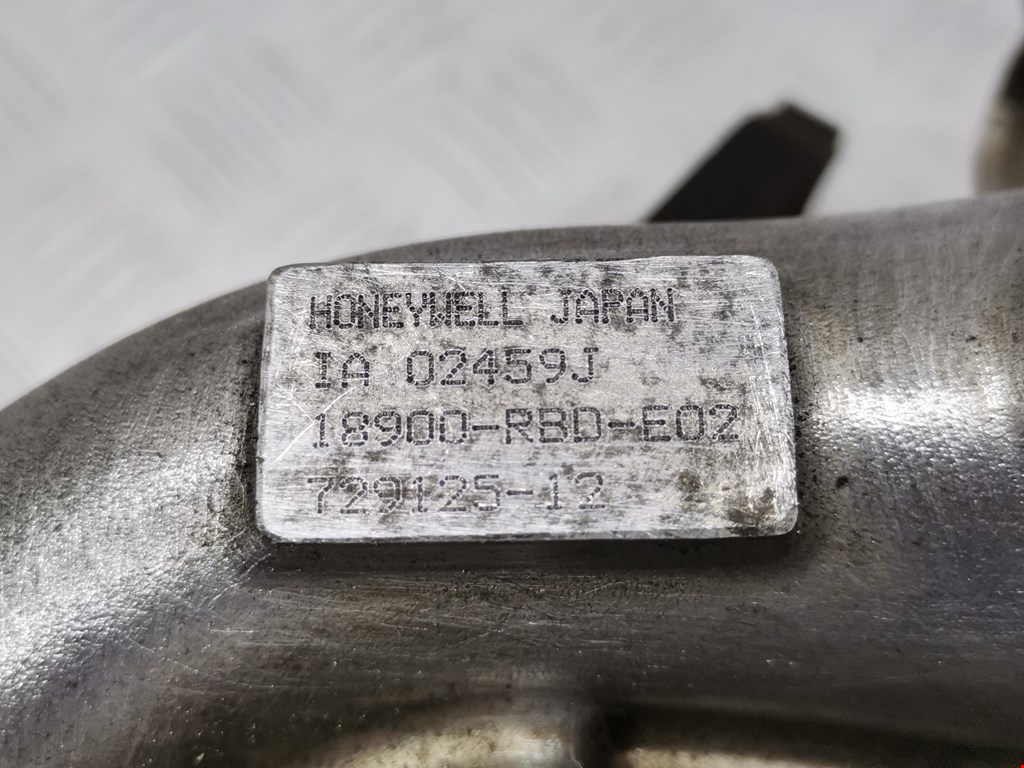 HONEYWELL JAPAN
IA 02459J
18900-RBD-E02
729125-12